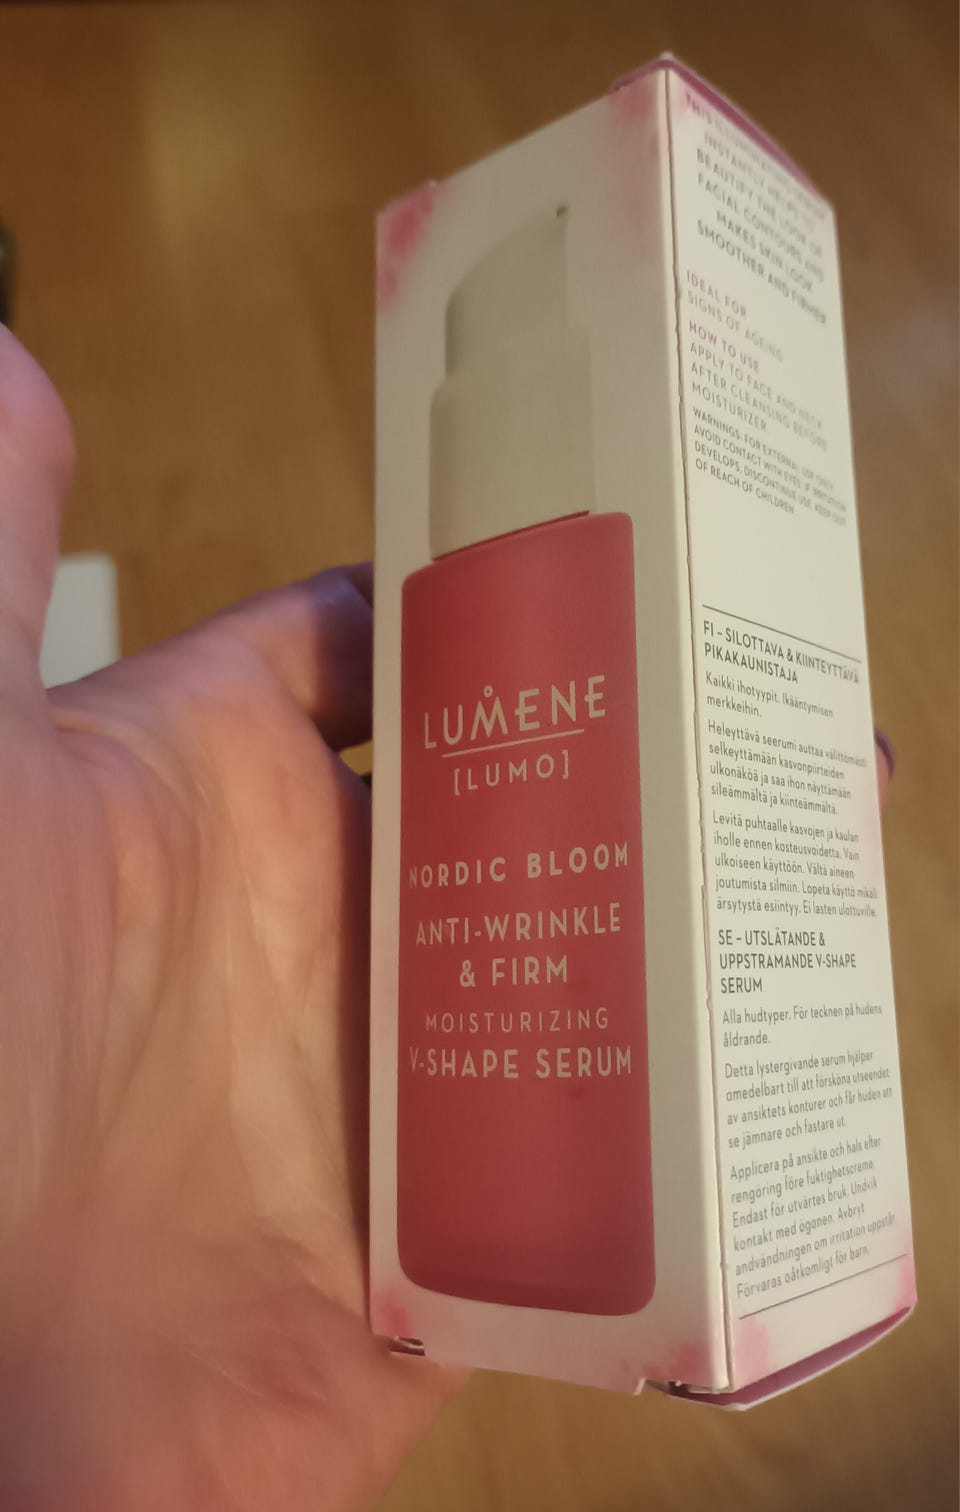 LUMENE
[LUMO]
NORDIC BLOOM
ANTI-WRINKLE
& FIRM
MOISTURIZING
V-SHAPE SERUM
THIS ILLUMINATING SERUM
INSTANTLY HELPS TO
BEAUTIFY THE LOOK OF
FACIAL CONTOURS AND
MAKES SKIN LOOK
SMOOTHER AND FIRMER
IDEAL FOR
SIGNS OF AGEING
HOW TO USE
APPLY TO FACE AND NECK
AFTER CLEANSING BEFORE
MOISTURIZER
WARNINGS: FOR EXTERNAL USE ONLY.
AVOID CONTACT WITH EYES. IF IRRITATION
DEVELOPS, DISCONTINUE USE. KEEP OUT
OF REACH OF CHILDREN
FI – SILOTTAVA & KIINTEYTTÄVÄ
PIKAKAUNISTAJA
Kaikki ihotyypit. Ikääntymisen
merkkeihin.
Heleyttävä seerumi auttaa välittömästi
selkeyttämään kasvonpiirteiden
ulkonäköä ja saa ihon näyttämään
sileämmältä ja kiinteämmältä.
Levitä puhtaalle kasvojen ja kaulan
iholle ennen kosteusvoidetta. Vain
ulkoiseen käyttöön. Vältä aineen
joutumista silmiin. Lopeta käyttö mikäli
ärsytystä esiintyy. Ei lasten ulottuville.
SE – UTSLÄTANDE &
UPPSTRAMANDE V-SHAPE
SERUM
Alla hudtyper. För tecknen på hudens
åldrande.
Detta lystergivande serum hjälper
omedelbart till att försköna utseendet
av ansiktets konturer och får huden att
se jämnare och fastare ut.
Applicera på ansikte och hals efter
rengöring före fuktighetscreme.
Endast för utvärtes bruk. Undvik
kontakt med ögonen. Avbryt
andvändningen om irritation uppstår.
Förvaras oåtkomligt för barn.